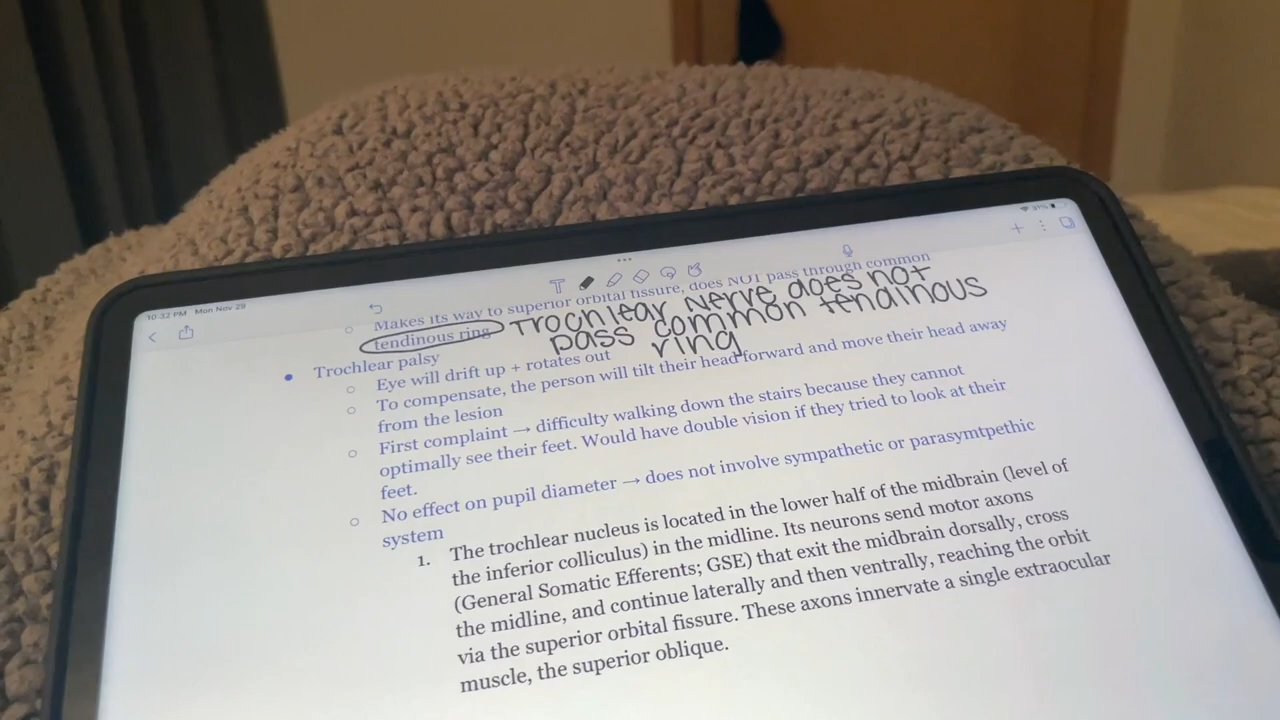 10:32 PM Mon Nov 29
31%
Makes its way to superior orbital fissure, does NOT pass through common
tendinous ring
Trochlear Nerve does not
pass common tendinous
ring
Trochlear palsy
Eye will drift up + rotates out
To compensate, the person will tilt their head forward and move their head away
from the lesion
First complaint → difficulty walking down the stairs because they cannot
optimally see their feet. Would have double vision if they tried to look at their
feet.
No effect on pupil diameter → does not involve sympathetic or parasymtpethic
system
1. The trochlear nucleus is located in the lower half of the midbrain (level of
the inferior colliculus) in the midline. Its neurons send motor axons
(General Somatic Efferents; GSE) that exit the midbrain dorsally, cross
the midline, and continue laterally and then ventrally, reaching the orbit
via the superior orbital fissure. These axons innervate a single extraocular
muscle, the superior oblique.